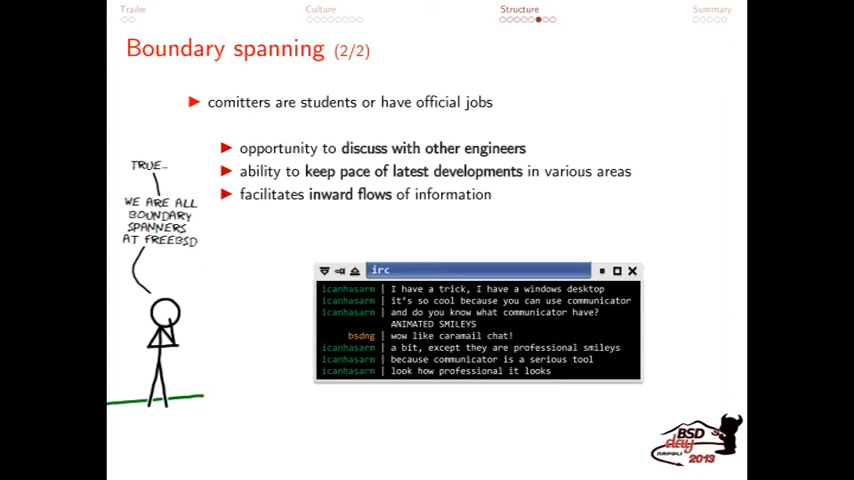 Trailer
Culture
Structure
Summary
Boundary spanning (2/2)
comitters are students or have official jobs
opportunity to discuss with other engineers
ability to keep pace of latest developments in various areas
facilitates inward flows of information
TRUE..
WE ARE ALL
BOUNDARY
SPANNERS
AT FREEBSD
irc
icanhasarm | I have a trick, I have a windows desktop
icanhasarm | it's so cool because you can use communicator
icanhasarm | and do you know what communicator have?
ANIMATED SMILEYS
bsdng | wow like caramail chat!
icanhasarm | a bit, except they are professional smileys
icanhasarm | because communicator is a serious tool
icanhasarm | look how professional it looks
BSD
day
NAPOLI
2013